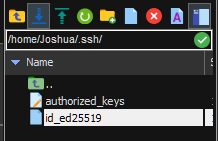 /home/Joshua/.ssh/
Name
..
authorized_keys
id_ed25519